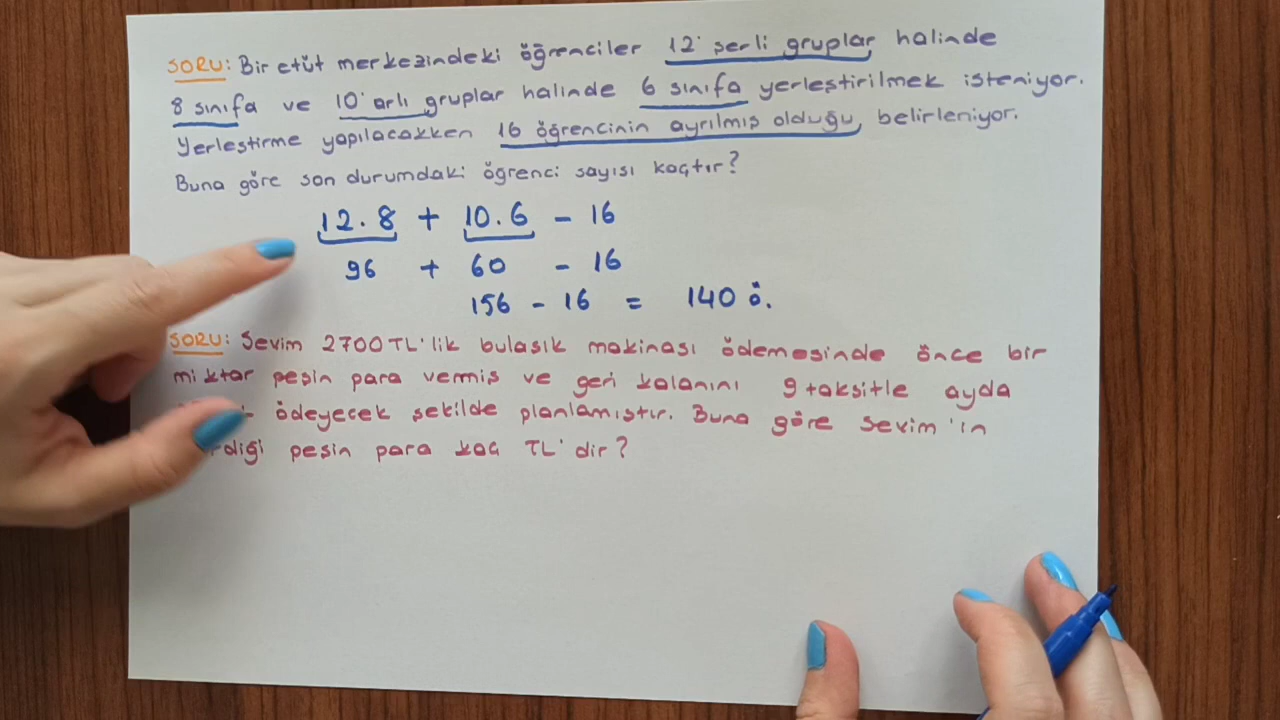 SORU: Bir etüt merkezindeki öğrenciler 12'şerli gruplar halinde
8 sınıfa ve 10'arlı gruplar halinde 6 sınıfa yerleştirilmek isteniyor.
Yerleştirme yapılacakken 16 öğrencinin ayrılmış olduğu belirleniyor.
Buna göre son durumdaki öğrenci sayısı kaçtır?
12.8 + 10.6 - 16
96 + 60 - 16
156 - 16 = 140 ö.
SORU: Sevim 2700 TL'lik bulaşık makinası ödemesinde önce bir
miktar peşin para vermiş ve geri kalanını 9 taksitle ayda
ödeyecek şekilde planlamıştır. Buna göre Sevim'in
peşin para kaç TL'dir?